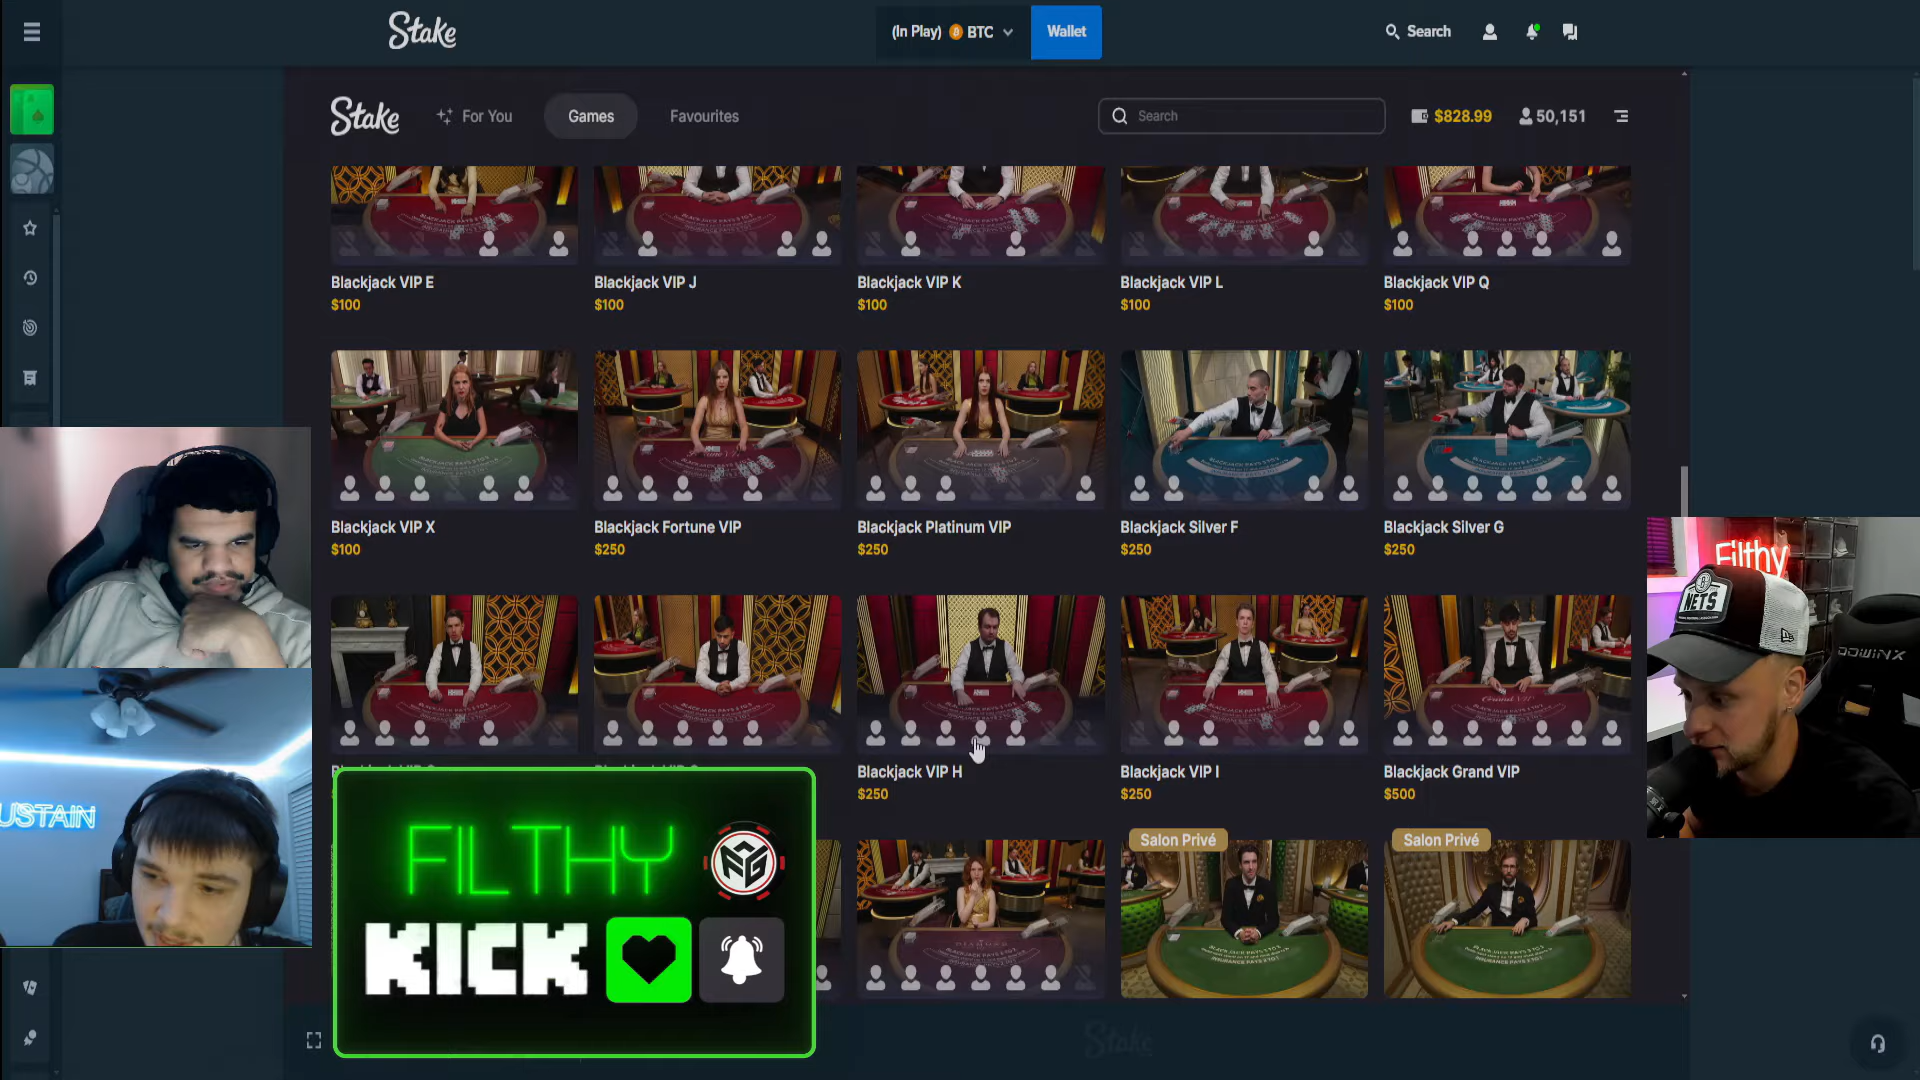 Stake
(In Play) BTC
Wallet
Search
Stake
For You
Games
Favourites
Search
$828.99
50,151
Blackjack VIP E
$100
Blackjack VIP J
$100
Blackjack VIP K
$100
Blackjack VIP L
$100
Blackjack VIP Q
$100
Blackjack VIP X
$100
Blackjack Fortune VIP
$250
Blackjack Platinum VIP
$250
Blackjack Silver F
$250
Blackjack Silver G
$250
Blackjack VIP H
$250
Blackjack VIP I
$250
Blackjack Grand VIP
$500
Salon Privé
Salon Privé
Filthy
NETS
DOWINX
USTAIN
FILTHY
KICK
Stake